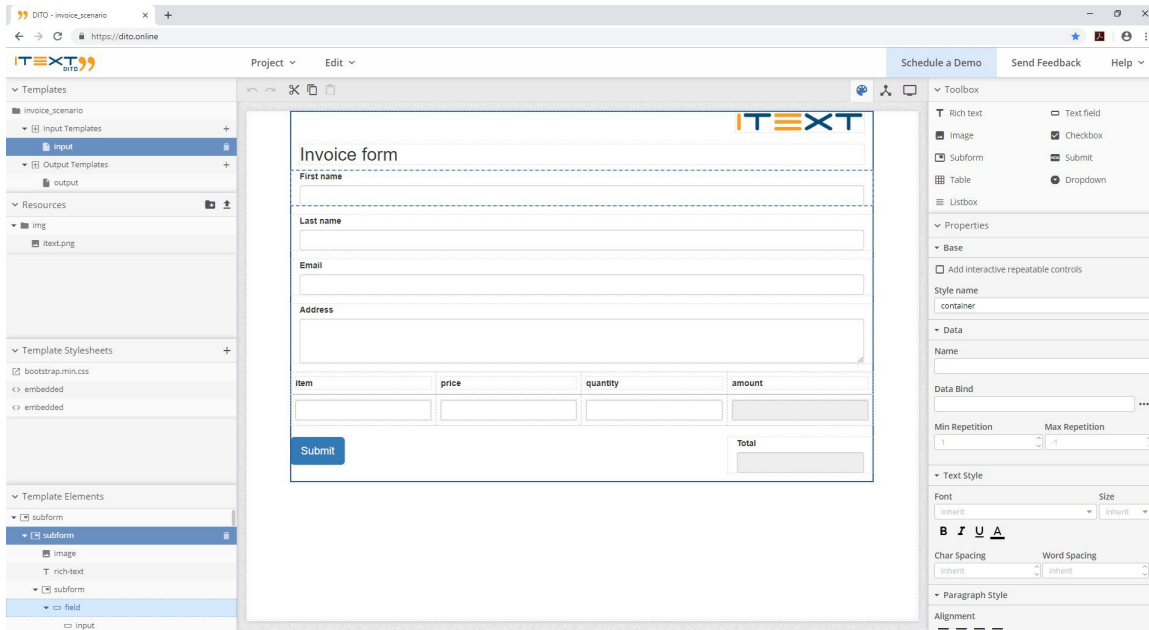 DITO - invoice_scenario
https://dito.online
ITEXT DITO
Project Edit Schedule a Demo Send Feedback Help
Templates
invoice_scenario
Input Templates
input
Output Templates
output
Resources
img
itext.png
Template Stylesheets
bootstrap.min.css
<> embedded
<> embedded
Template Elements
subform
subform
image
T rich-text
subform
field
input
ITEXT
Invoice form
First name
Last name
Email
Address
item price quantity amount
Submit
Total
Toolbox
T Rich text Text field
Image Checkbox
Subform Submit
Table Dropdown
Listbox
Properties
Base
Add interactive repeatable controls
Style name
container
Data
Name
Data Bind
Min Repetition Max Repetition
1 -1
Text Style
Font Size
inherit inherit
B I U A
Char Spacing Word Spacing
inherit inherit
Paragraph Style
Alignment